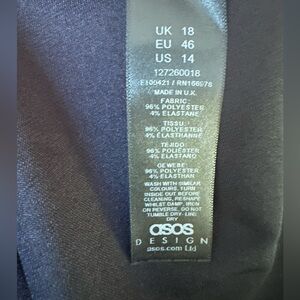 UK 18
EU 46
US 14
127260018
E109421 / RN166978
MADE IN U.K.
FABRIC:
96% POLYESTER
4% ELASTANE
TISSU:
96% POLYESTER
4% ELASTHANNE
TEJIDO:
96% POLIESTER
4% ELASTANO
GEWEBE:
96% POLYESTER
4% ELASTHAN
WASH WITH SIMILAR
COLOURS. TURN
INSIDE OUT BEFORE
CLEANING, RESHAPE
WHILST DAMP, IRON
ON REVERSE. DO NOT
TUMBLE DRY- LINE
DRY
asos
DESIGN
asos.com Ltd